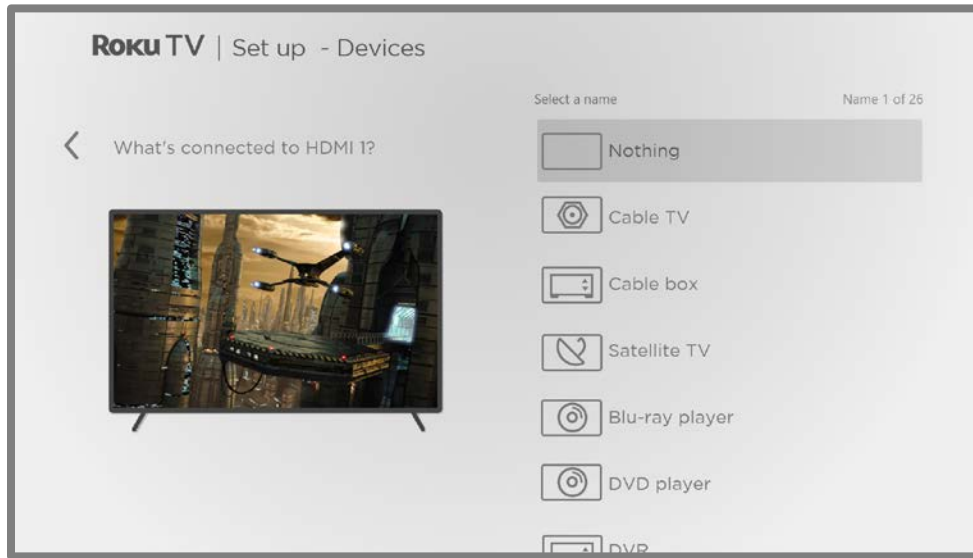 Roku TV | Set up - Devices
Select a name
Name 1 of 26
What's connected to HDMI 1?
Nothing
Cable TV
Cable box
Satellite TV
Blu-ray player
DVD player
DVR